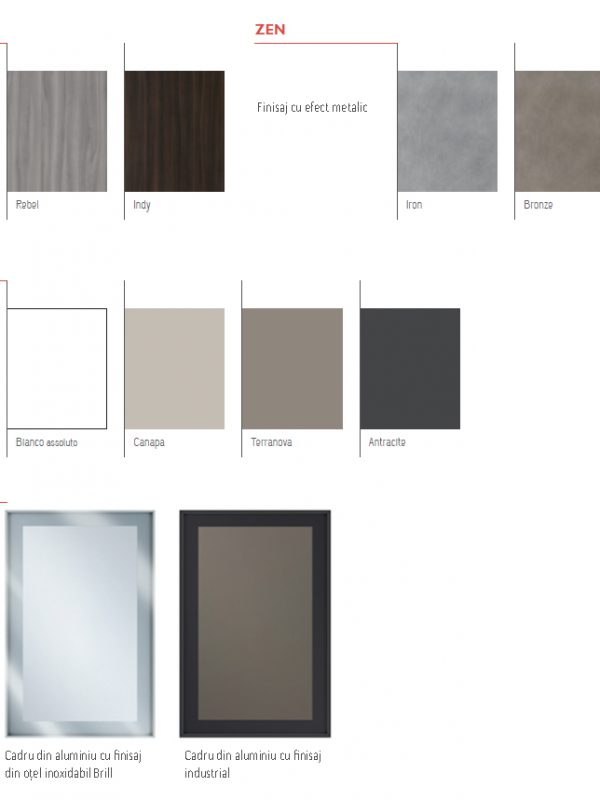 ZEN
Finisaj cu efect metalic
Rebel
Indy
Iron
Bronze
Bianco assoluto
Canapa
Terranova
Antracite
Cadru din aluminiu cu finisaj
din oțel inoxidabil Brill
Cadru din aluminiu cu finisaj
industrial